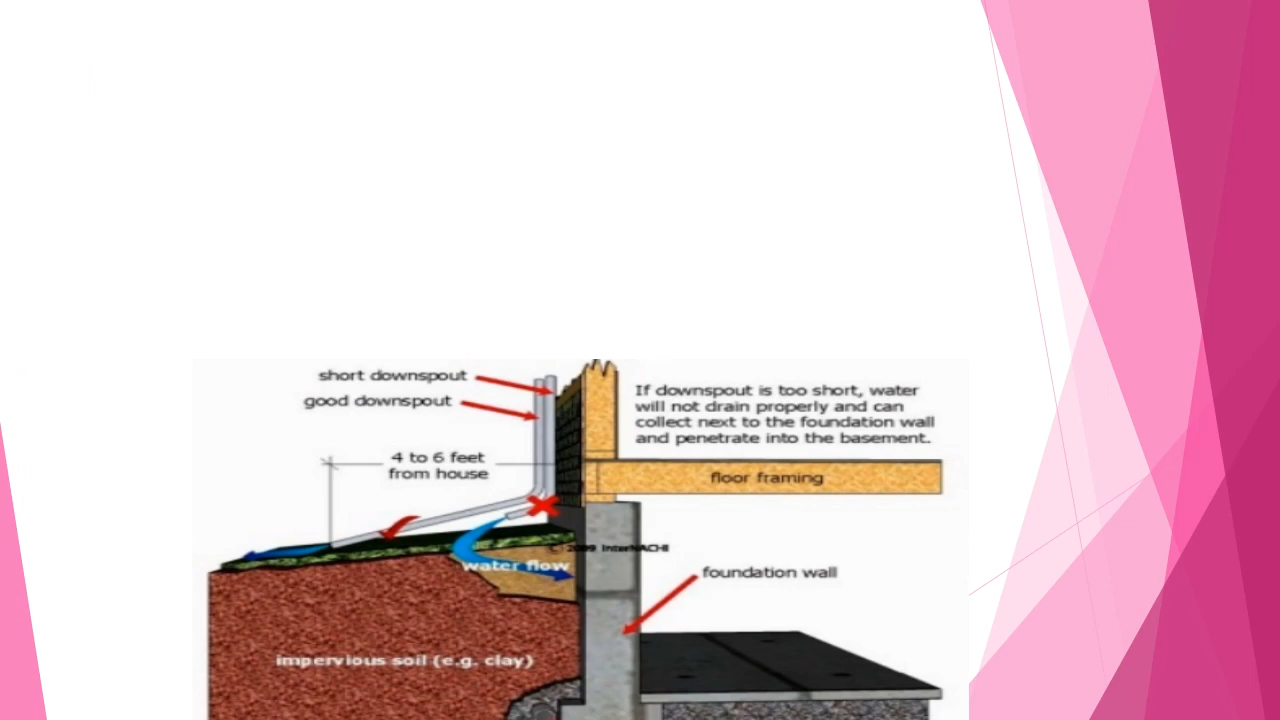 short downspout
good downspout
4 to 6 feet
from house
If downspout is too short, water
will not drain properly and can
collect next to the foundation wall
and penetrate into the basement.
floor framing
© 2009 InterNACHI
water flow
foundation wall
impervious soil (e.g. clay)